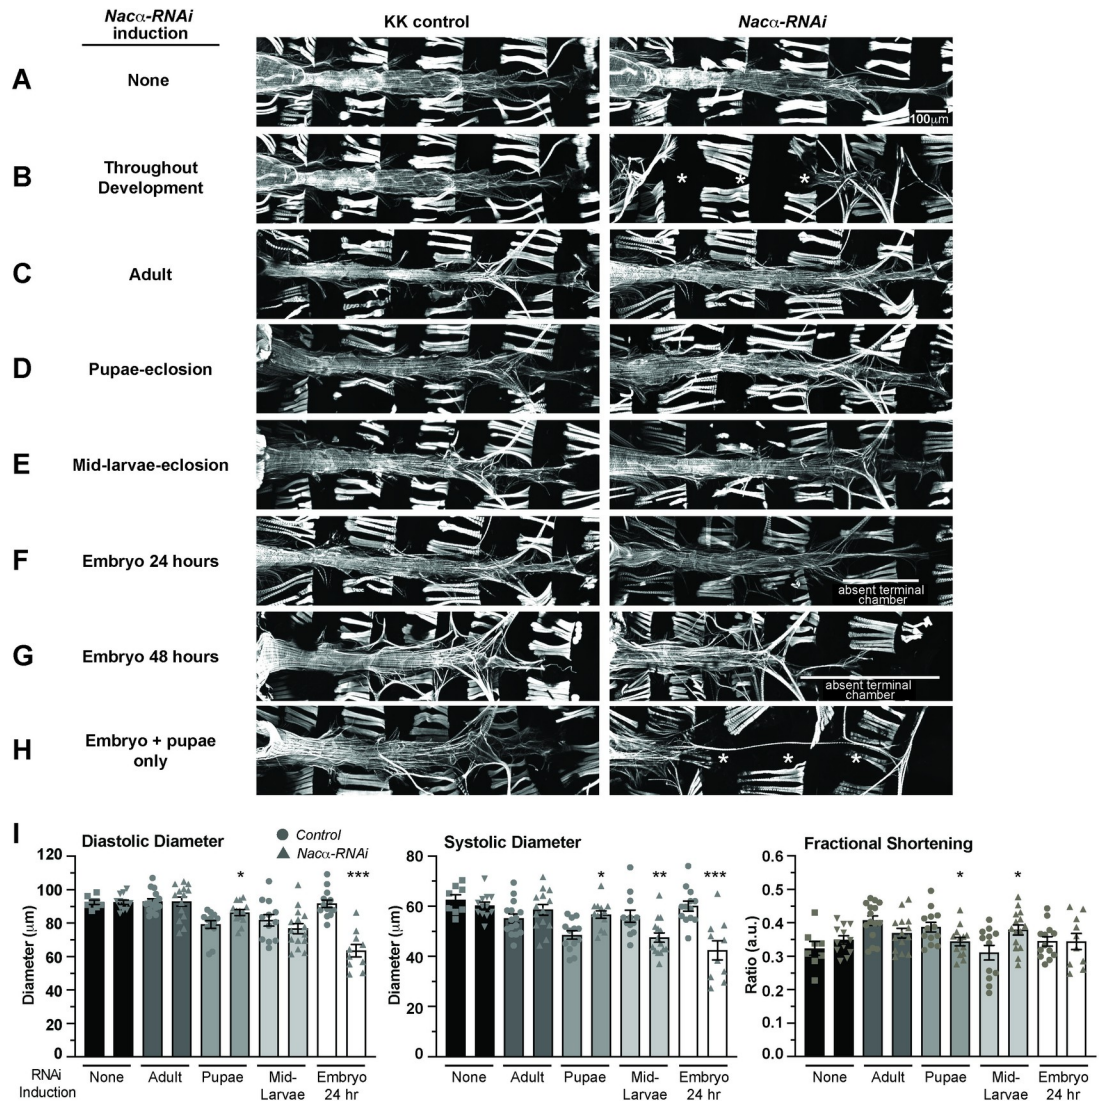 Nacα-RNAi
induction
KK control
Nacα-RNAi
A
None
100μm
B
Throughout
Development
* * *
C
Adult
D
Pupae-eclosion
E
Mid-larvae-eclosion
F
Embryo 24 hours
absent terminal
chamber
G
Embryo 48 hours
absent terminal
chamber
H
Embryo + pupae
only
* * *
I
Diastolic Diameter
Control
Nacα-RNAi
120
100
80
60
40
20
0
Diameter (μm)
* ***
RNAi
Induction
None
Adult
Pupae
Mid-
Larvae
Embryo
24 hr
Systolic Diameter
80
60
40
20
0
Diameter (μm)
* ** ***
None
Adult
Pupae
Mid-
Larvae
Embryo
24 hr
Fractional Shortening
0.6
0.5
0.4
0.3
0.2
0.1
0.0
Ratio (a.u.)
* *
None
Adult
Pupae
Mid-
Larvae
Embryo
24 hr